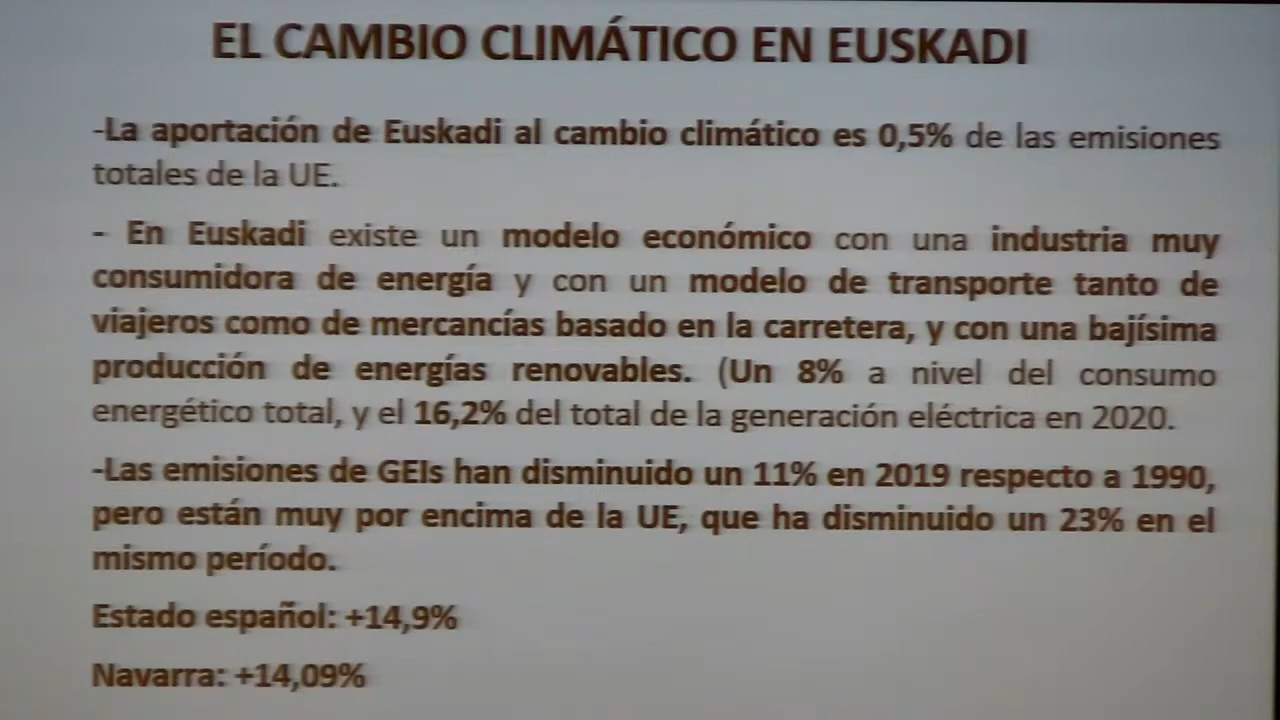 EL CAMBIO CLIMÁTICO EN EUSKADI
-La aportación de Euskadi al cambio climático es 0,5% de las emisiones
totales de la UE.
- En Euskadi existe un modelo económico con una industria muy
consumidora de energía y con un modelo de transporte tanto de
viajeros como de mercancías basado en la carretera, y con una bajísima
producción de energías renovables. (Un 8% a nivel del consumo
energético total, y el 16,2% del total de la generación eléctrica en 2020.
-Las emisiones de GEIs han disminuido un 11% en 2019 respecto a 1990,
pero están muy por encima de la UE, que ha disminuido un 23% en el
mismo período.
Estado español: +14,9%
Navarra: +14,09%